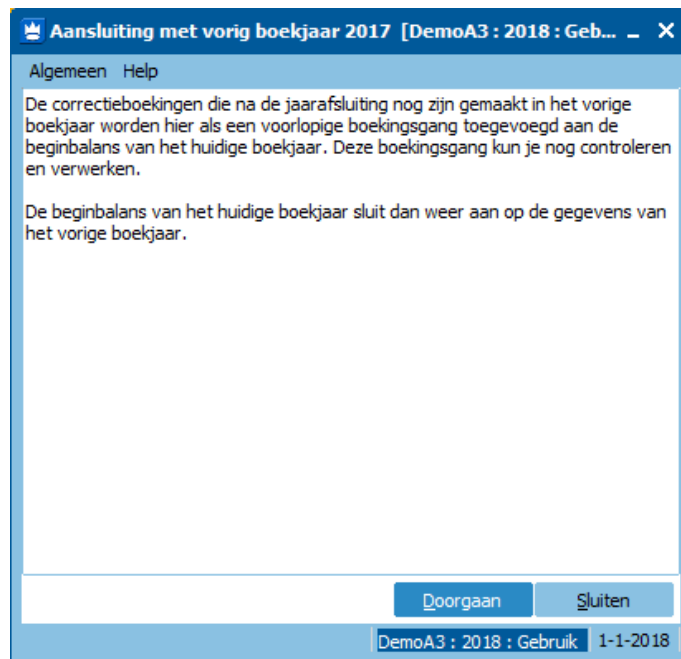 Aansluiting met vorig boekjaar 2017 [DemoA3 : 2018 : Geb...
Algemeen Help
De correctieboekingen die na de jaarafsluiting nog zijn gemaakt in het vorige
boekjaar worden hier als een voorlopige boekingsgang toegevoegd aan de
beginbalans van het huidige boekjaar. Deze boekingsgang kun je nog controleren
en verwerken.
De beginbalans van het huidige boekjaar sluit dan weer aan op de gegevens van
het vorige boekjaar.
Doorgaan Sluiten
DemoA3 : 2018 : Gebruik 1-1-2018